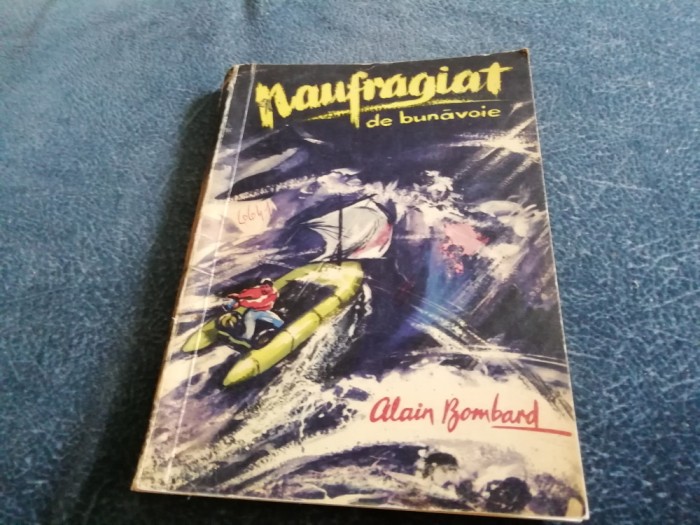 Naufragiat
de bunăvoie
Alain Bombard